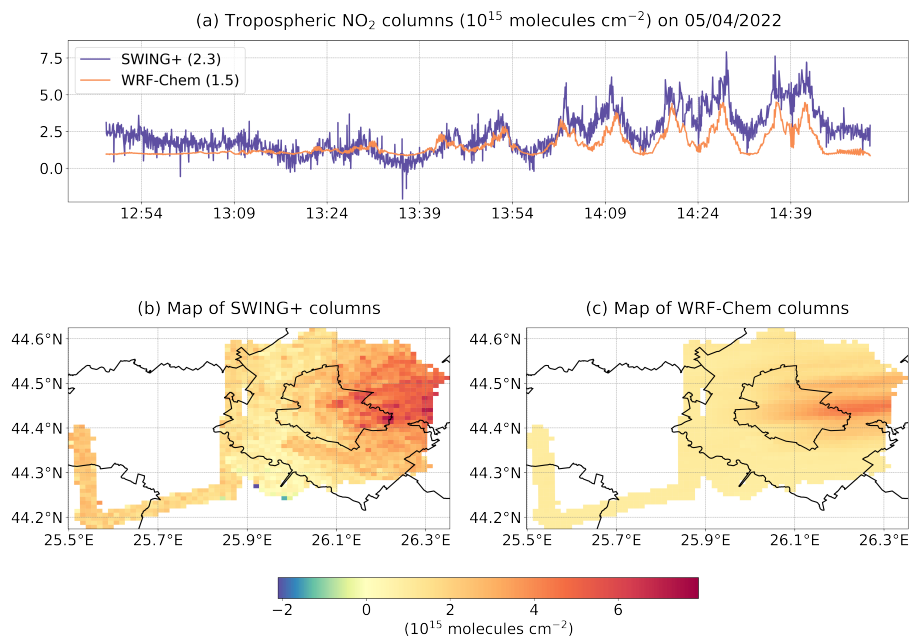 (a) Tropospheric NO₂ columns (10¹⁵ molecules cm⁻²) on 05/04/2022
SWING+ (2.3)
WRF-Chem (1.5)
7.5
5.0
2.5
0.0
12:54 13:09 13:24 13:39 13:54 14:09 14:24 14:39
(b) Map of SWING+ columns
44.6°N
44.5°N
44.4°N
44.3°N
44.2°N
25.5°E 25.7°E 25.9°E 26.1°E 26.3°E
(c) Map of WRF-Chem columns
44.6°N
44.5°N
44.4°N
44.3°N
44.2°N
25.5°E 25.7°E 25.9°E 26.1°E 26.3°E
−2 0 2 4 6
(10¹⁵ molecules cm⁻²)